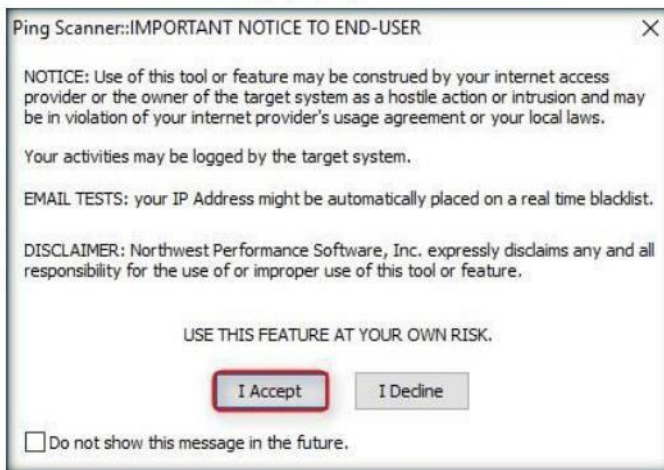 Ping Scanner::IMPORTANT NOTICE TO END-USER
NOTICE: Use of this tool or feature may be construed by your internet access
provider or the owner of the target system as a hostile action or intrusion and may
be in violation of your internet provider's usage agreement or your local laws.
Your activities may be logged by the target system.
EMAIL TESTS: your IP Address might be automatically placed on a real time blacklist.
DISCLAIMER: Northwest Performance Software, Inc. expressly disclaims any and all
responsibility for the use of or improper use of this tool or feature.
USE THIS FEATURE AT YOUR OWN RISK.
I Accept I Decline
Do not show this message in the future.